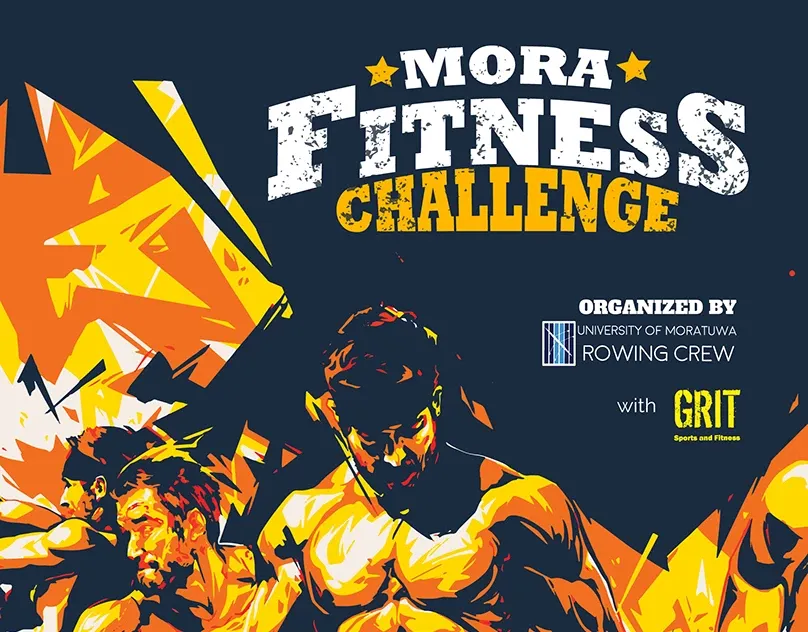 MORA
FITNESS
CHALLENGE
ORGANIZED BY
UNIVERSITY OF MORATUWA
ROWING CREW
with GRIT
Sports and Fitness